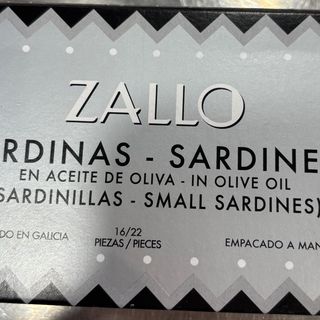 ZALLO
RDINAS - SARDINE
EN ACEITE DE OLIVA - IN OLIVE OIL
SARDINILLAS - SMALL SARDINES)
DO EN GALICIA
16/22
PIEZAS / PIECES
EMPACADO A MAN